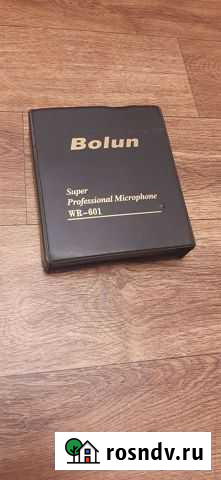 Bolun
Super
Professional Microphone
WR-601
rosndv.ru